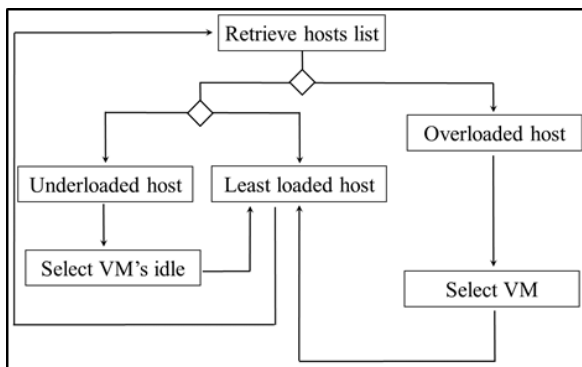 Retrieve hosts list
Overloaded host
Underloaded host
Least loaded host
Select VM's idle
Select VM